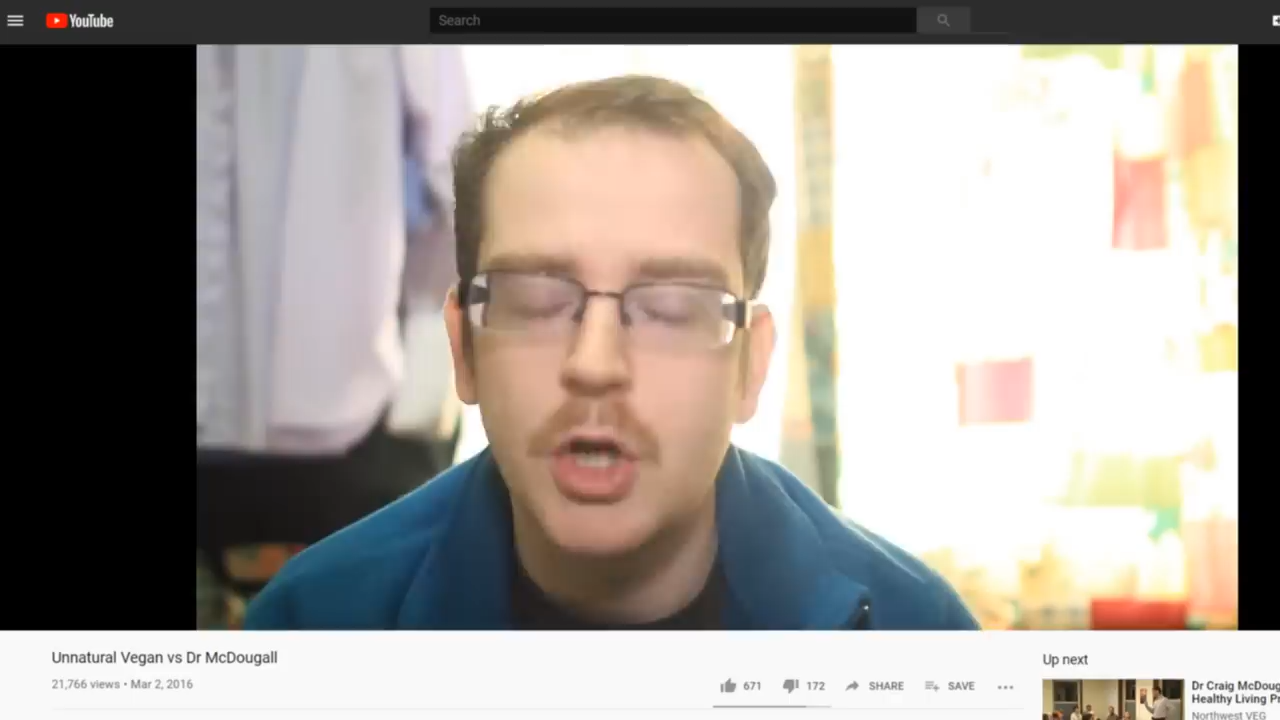 YouTube
Search
Unnatural Vegan vs Dr McDougall
21,766 views • Mar 2, 2016
671
172
SHARE
SAVE
Up next
Dr Craig McDoug
Healthy Living Pr
Northwest VEG